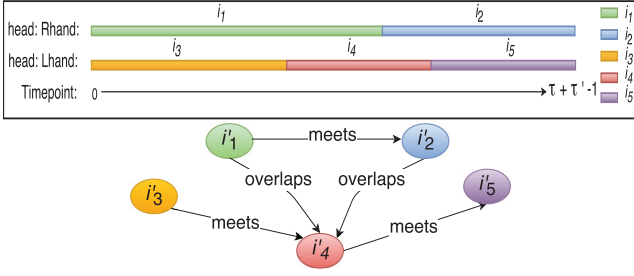 i1 i2
head: Rhand:
i3 i4 i5
head: Lhand:
Timepoint: 0 τ + τ'-1
i1
i2
i3
i4
i5
i'1 meets i'2
overlaps overlaps
i'3 i'5
meets meets
i'4